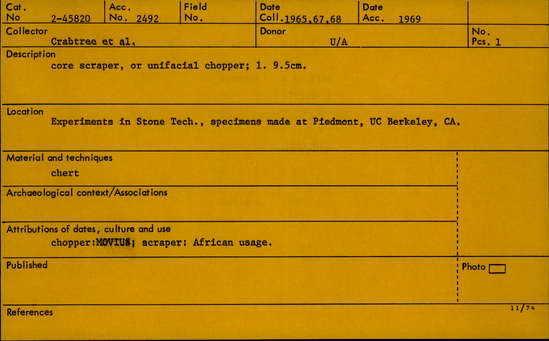 Cat. No 2-45820 Acc. No. 2492 Field No. Date Coll. 1965,67,68 Date Acc. 1969
Collector Crabtree et al. Donor U/A No. Pcs. 1
Description
core scraper, or unifacial chopper; l. 9.5cm.
Location
Experiments in Stone Tech., specimens made at Piedmont, UC Berkeley, CA.
Material and techniques
chert
Archaeological context/Associations
Attributions of dates, culture and use
chopper:MOVIUS; scraper: African usage.
Published
Photo
References
11/74